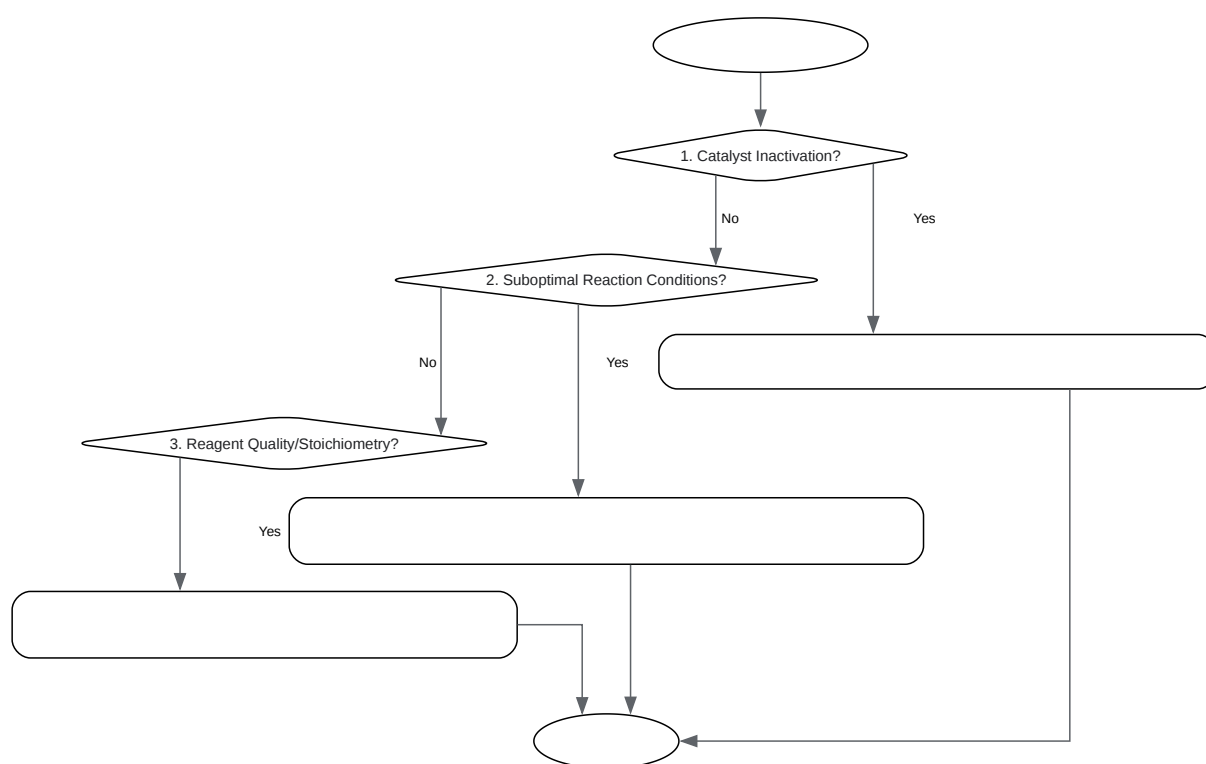 1. Catalyst Inactivation?
No
Yes
2. Suboptimal Reaction Conditions?
No
Yes
3. Reagent Quality/Stoichiometry?
Yes